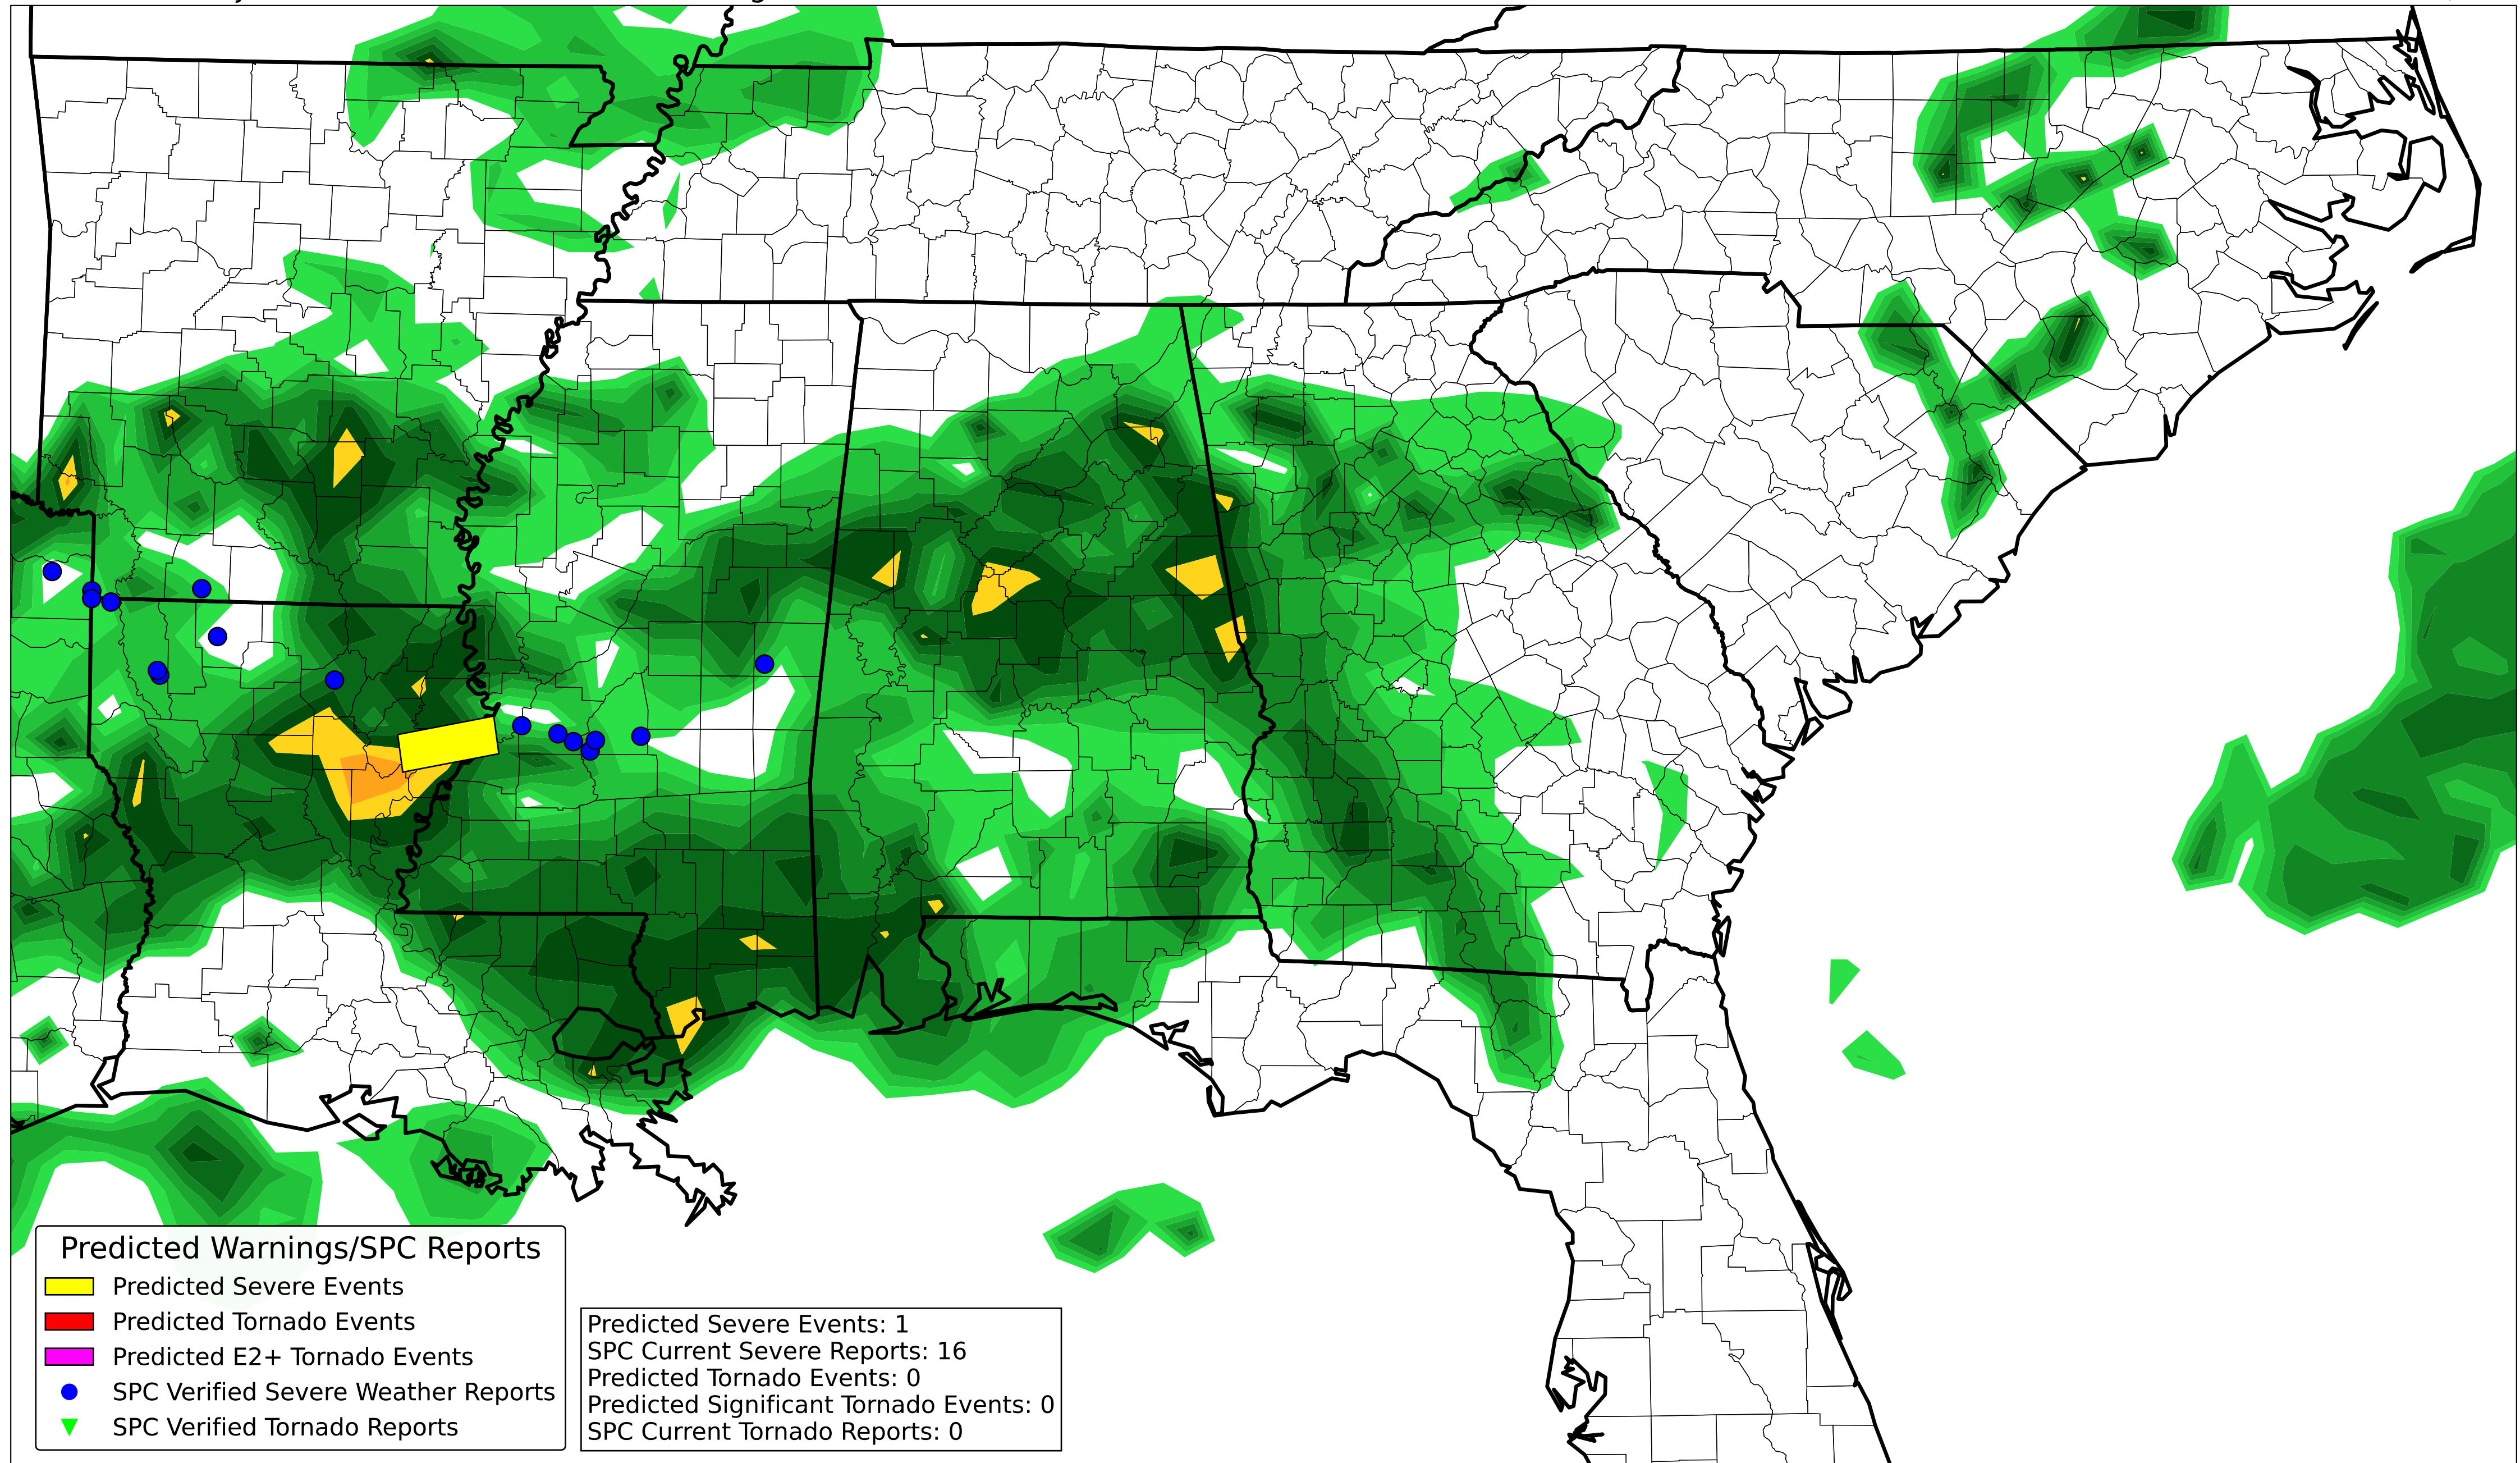 Predicted Warnings/SPC Reports
Predicted Severe Events
Predicted Tornado Events
Predicted E2+ Tornado Events
SPC Verified Severe Weather Reports
SPC Verified Tornado Reports
Predicted Severe Events: 1
SPC Current Severe Reports: 16
Predicted Tornado Events: 0
Predicted Significant Tornado Events: 0
SPC Current Tornado Reports: 0